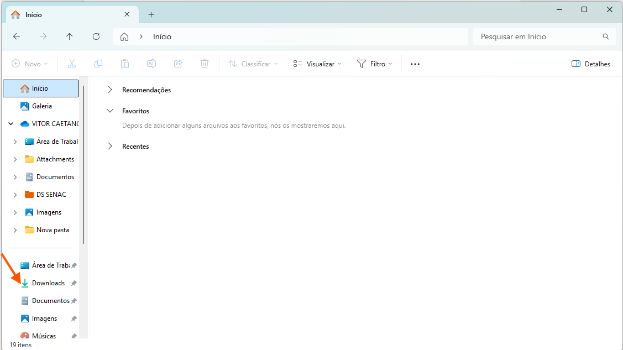 Início
Início
Pesquisar em Início
Novo
Classificar
Visualizar
Filtro
Detalhes
Início
Galeria
VITOR CAETANO
Área de Trabal
Attachments
Documentos
DS SENAC
Imagens
Nova pasta
Área de Traba
Downloads
Documentos
Imagens
Músicas
Recomendações
Favoritos
Depois de adicionar alguns arquivos aos favoritos, nós os mostraremos aqui.
Recentes
19 itens